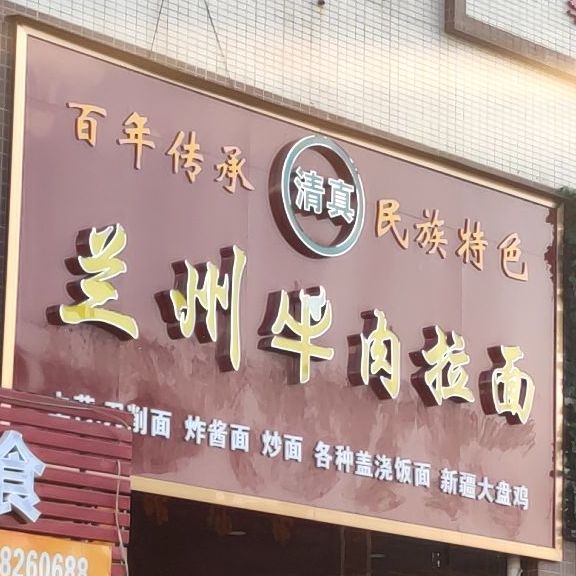 百年传承 清真 民族特色
兰州牛肉拉面
削面 炸酱面 炒面 各种盖浇饭面 新疆大盘鸡
食
8260688